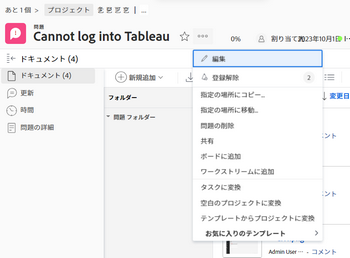 あと1個 > プロジェクト > | ...
問題
Cannot log into Tableau
0% 割り当て 2023年10月1
ドキュメント (4)
ドキュメント (4)
更新
時間
問題の詳細
新規追加
フォルダー
問題 フォルダー
編集
登録解除 2
指定の場所にコピー...
指定の場所に移動...
問題の削除
共有
ボードに追加
ワークストリームに追加
タスクに変換
空白のプロジェクトに変換
テンプレートからプロジェクトに変換
お気に入りのテンプレート >
変更日
ント
ント
ント
Admin User ... - コメント